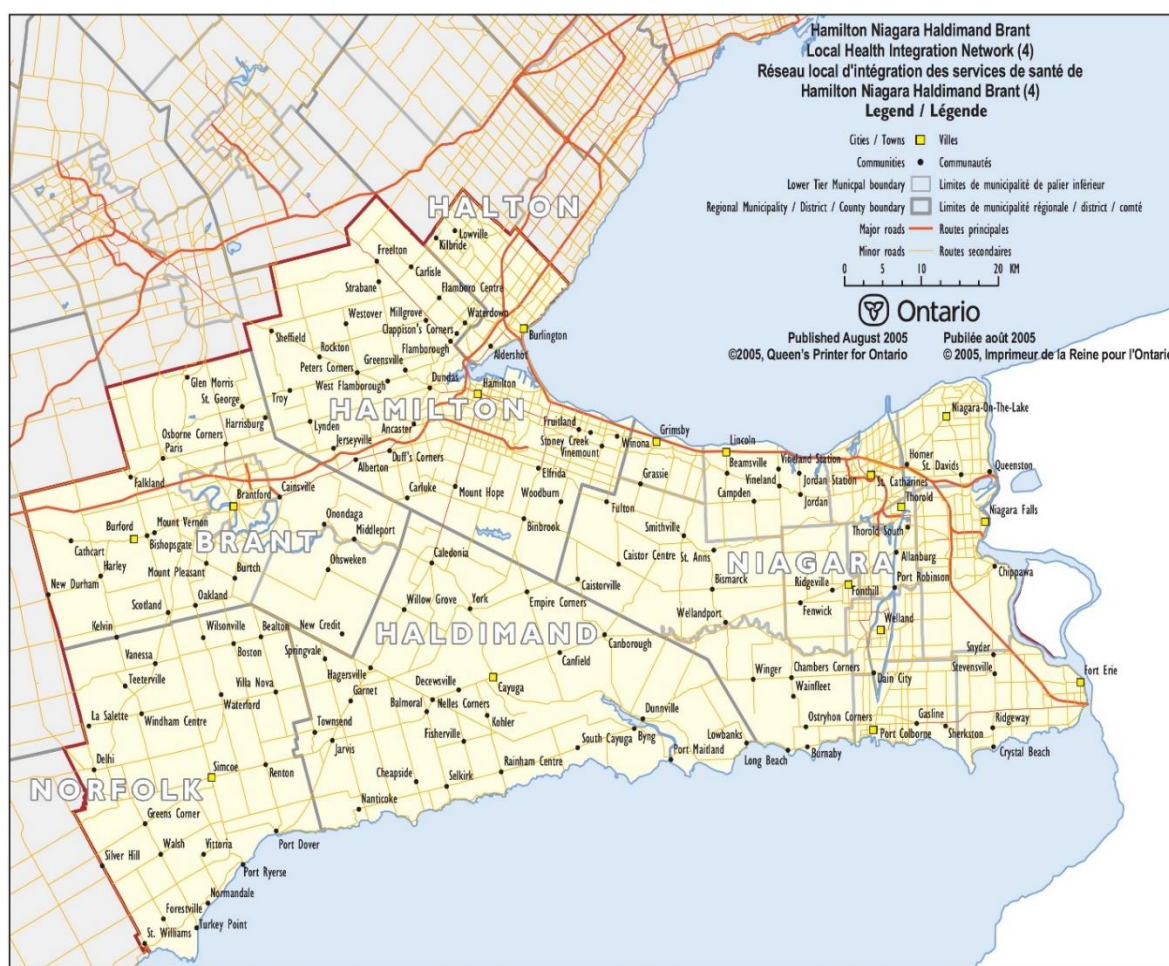 Hamilton Niagara Haldimand Brant
Local Health Integration Network (4)
Réseau local d'intégration des services de santé de
Hamilton Niagara Haldimand Brant (4)
Legend / Légende
Cities / Towns Villes
Communities Communautés
Lower Tier Municpal boundary Limites de municipalité de palier inférieur
Regional Municipality / District / County boundary Limites de municipalité régionale / district / comté
Major roads Routes principales
Minor roads Routes secondaires
0 5 10 20 KM
Ontario
Published August 2005 Publiée août 2005
©2005, Queen's Printer for Ontario © 2005, Imprimeur de la Reine pour l'Ontario
HALTON
Lowville
Kilbride
Freelton
Carlisle
Strabane
Flamboro Centre
Westover
Millgrove
Waterdown
Clappison's Corners
Burlington
Sheffield
Flamborough
Aldershot
Rockton
Greensville
Peters Corners
Glen Morris
West Flamborough
Dundas
Hamilton
St. George
Troy
HAMILTON
Niagara-On-The-Lake
Harrisburg
Lynden
Ancaster
Fruitland
Osborne Corners
Jerseyville
Stoney Creek
Winona
Grimsby
Lincoln
Paris
Duff's Corners
Vinemount
Homer
Alberton
Beamsville
Vineland Station
St. Davids
Queenston
Falkland
Elfrida
Grassie
Jordan Station
St. Catharines
Cainsville
Carluke
Mount Hope
Woodburn
Vineland
Brantford
Campden
Jordan
Thorold
Onondaga
Fulton
Niagara Falls
Burford
Mount Vernon
Middleport
Binbrook
Smithville
Thorold South
Bishopsgate
BRANT
Cathcart
Caledonia
Caistor Centre
St. Anns
NIAGARA
Allanburg
Harley
Mount Pleasant
Ohsweken
Chippawa
New Durham
Burtch
Caistorville
Bismarck
Ridgeville
Fonthill
Port Robinson
Scotland
Oakland
Willow Grove
York
Empire Corners
Wellandport
Fenwick
Kelvin
Wilsonville
Bealton
New Credit
HALDIMAND
Welland
Boston
Canborough
Vanessa
Springvale
Canfield
Snyder
Teeterville
Hagersville
Winger
Chambers Corners
Stevensville
Fort Erie
Villa Nova
Decewsville
Cayuga
Dain City
Garnet
Wainfleet
Waterford
Balmoral
Nelles Corners
La Salette
Windham Centre
Kohler
Dunnville
Ostryhon Corners
Gasline
Ridgeway
Townsend
Fisherville
Byng
Lowbanks
Port Colborne
Sherkston
Jarvis
South Cayuga
Port Maitland
Long Beach
Burnaby
Crystal Beach
Delhi
Simcoe
Renton
Cheapside
Selkirk
Rainham Centre
NORFOLK
Nanticoke
Greens Corner
Port Dover
Silver Hill
Walsh
Vittoria
Port Ryerse
Normandale
Forestville
Turkey Point
St. Williams